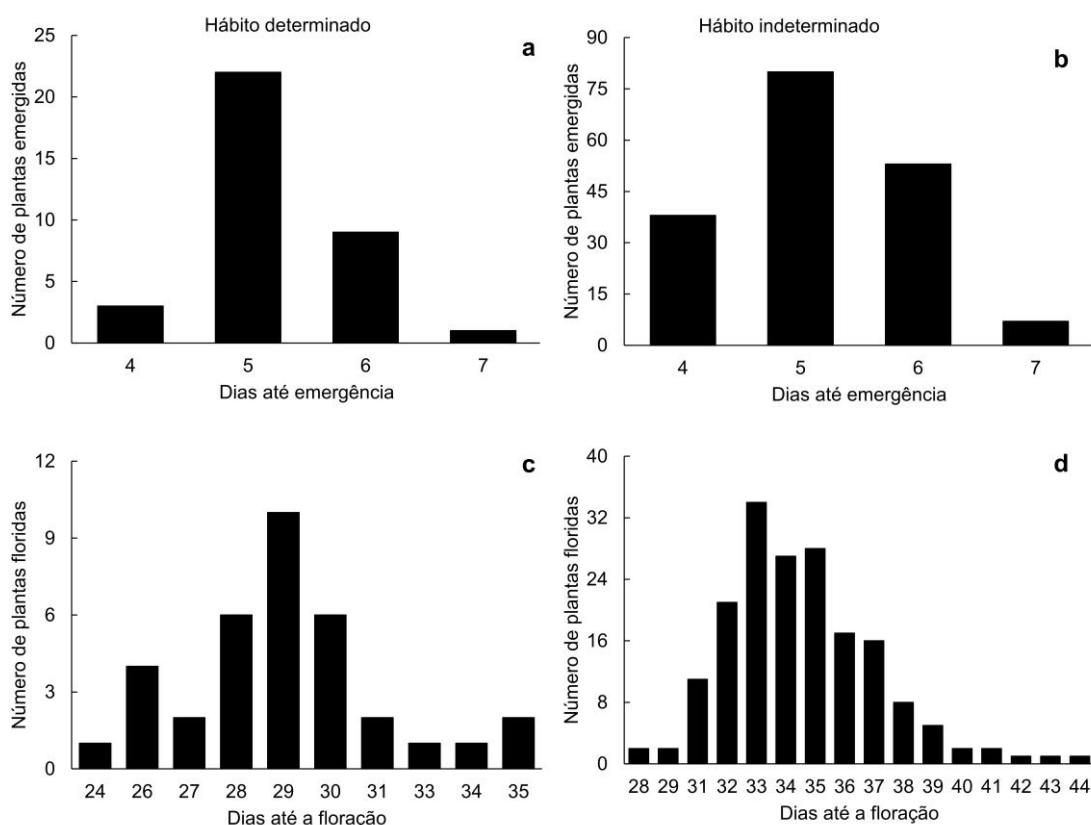 Hábito determinado
a
Número de plantas emergidas
25
20
15
10
5
0
4 5 6 7
Dias até emergência
Hábito indeterminado
b
Número de plantas emergidas
90
75
60
45
30
15
0
4 5 6 7
Dias até emergência
c
Número de plantas floridas
12
9
6
3
0
24 26 27 28 29 30 31 33 34 35
Dias até a floracão
d
Número de plantas floridas
40
32
24
16
8
0
28 29 31 32 33 34 35 36 37 38 39 40 41 42 43 44
Dias até a floração